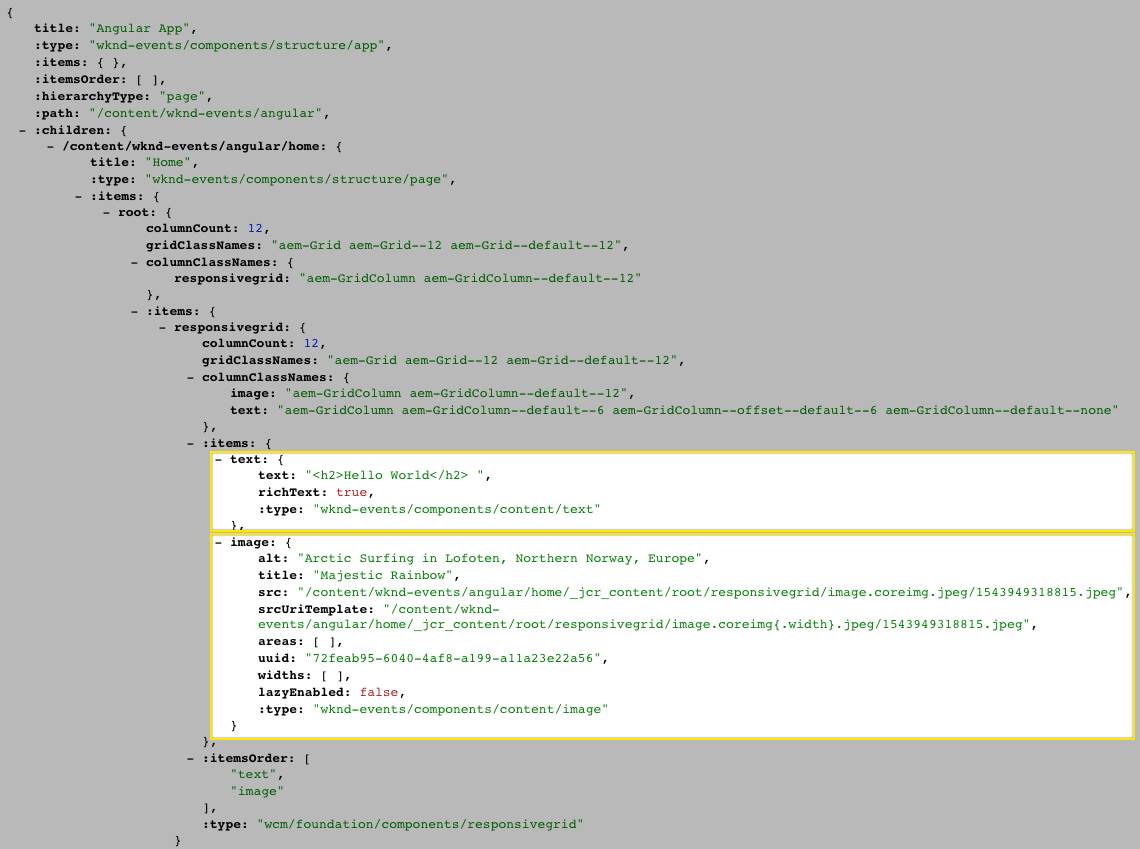 {
title: "Angular App",
:type: "wknd-events/components/structure/app",
:items: { },
:itemsOrder: [ ],
:hierarchyType: "page",
:path: "/content/wknd-events/angular",
- :children: {
- /content/wknd-events/angular/home: {
title: "Home",
:type: "wknd-events/components/structure/page",
- :items: {
- root: {
columnCount: 12,
gridClassNames: "aem-Grid aem-Grid--12 aem-Grid--default--12",
- columnClassNames: {
responsivegrid: "aem-GridColumn aem-GridColumn--default--12"
},
- :items: {
- responsivegrid: {
columnCount: 12,
gridClassNames: "aem-Grid aem-Grid--12 aem-Grid--default--12",
- columnClassNames: {
image: "aem-GridColumn aem-GridColumn--default--12",
text: "aem-GridColumn aem-GridColumn--default--6 aem-GridColumn--offset--default--6 aem-GridColumn--default--none"
},
- :items: {
- text: {
text: "<h2>Hello World</h2> ",
richText: true,
:type: "wknd-events/components/content/text"
},
- image: {
alt: "Arctic Surfing in Lofoten, Northern Norway, Europe",
title: "Majestic Rainbow",
src: "/content/wknd-events/angular/home/_jcr_content/root/responsivegrid/image.coreimg.jpeg/1543949318815.jpeg",
srcUriTemplate: "/content/wknd-
events/angular/home/_jcr_content/root/responsivegrid/image.coreimg{.width}.jpeg/1543949318815.jpeg",
areas: [ ],
uuid: "72feab95-6040-4af8-a199-a11a23e22a56",
widths: [ ],
lazyEnabled: false,
:type: "wknd-events/components/content/image"
}
},
- :itemsOrder: [
"text",
"image"
],
:type: "wcm/foundation/components/responsivegrid"
}